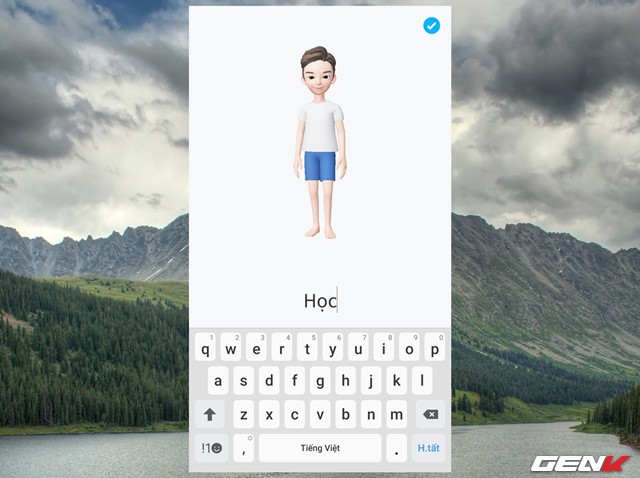 Học
1 2 3 4 5 6 7 8 9 0
q w e r t y u i o p
a s d f g h j k l
z x c v b n m
!1☻ , Tiếng Việt . H.tất
GENK